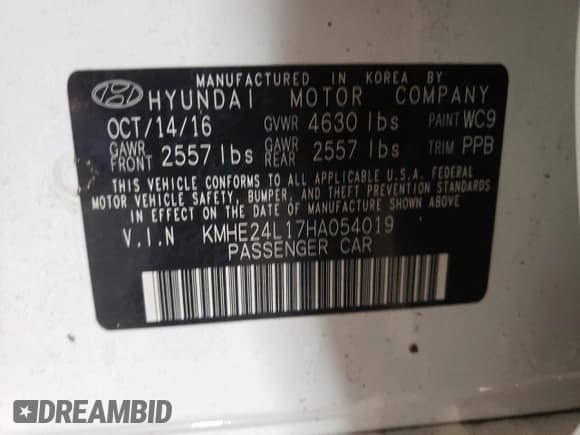 MANUFACTURED IN KOREA BY
HYUNDAI MOTOR COMPANY
OCT/14/16 GVWR 4630 lbs PAINT WC9
GAWR FRONT 2557 lbs GAWR REAR 2557 lbs TRIM PPB
THIS VEHICLE CONFORMS TO ALL APPLICABLE U.S.A. FEDERAL
MOTOR VEHICLE SAFETY, BUMPER, AND THEFT PREVENTION STANDARDS
IN EFFECT ON THE DATE OF MANUFACTURE SHOWN ABOVE
V.I.N KMHE24L17HA054019
PASSENGER CAR
DREAMBID